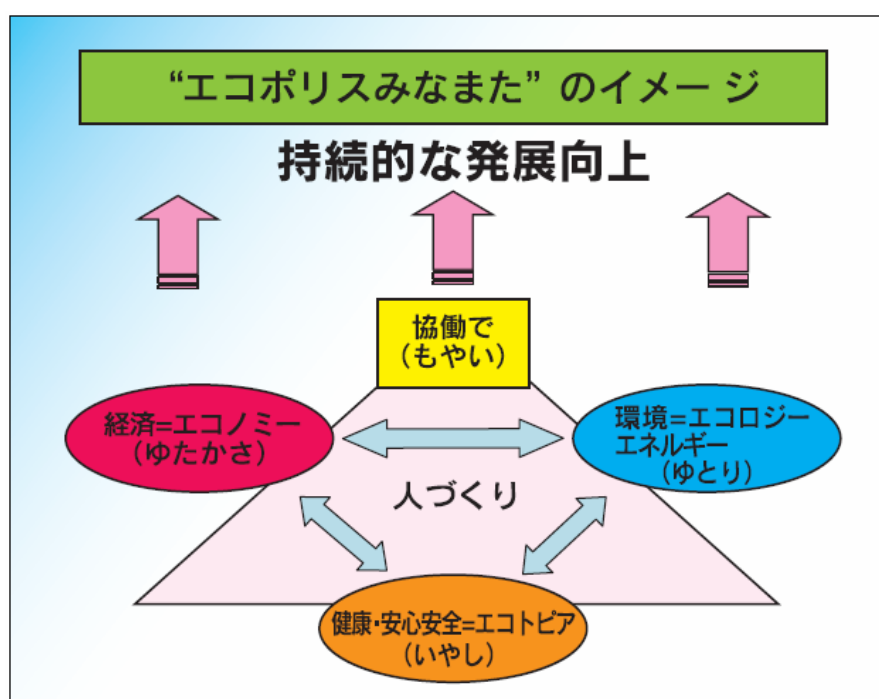 “エコポリスみなまた” のイメー ジ
持続的な発展向上
協働で
(もやい)
経済=エコノミー
(ゆたかさ)
環境=エコロジー
エネルギー
(ゆとり)
人づくり
健康・安心安全=エコトピア
(いやし)